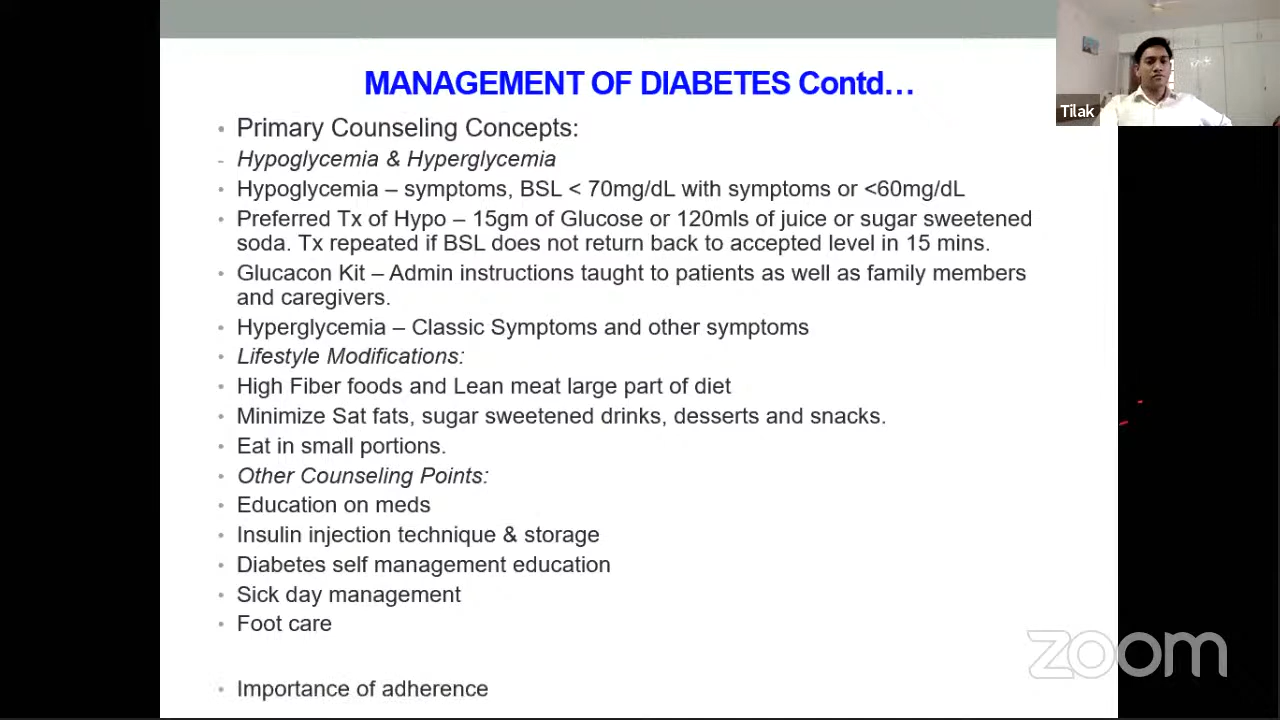 MANAGEMENT OF DIABETES Contd…
Tilak
• Primary Counseling Concepts:
- Hypoglycemia & Hyperglycemia
• Hypoglycemia – symptoms, BSL < 70mg/dL with symptoms or <60mg/dL
• Preferred Tx of Hypo – 15gm of Glucose or 120mls of juice or sugar sweetened
soda. Tx repeated if BSL does not return back to accepted level in 15 mins.
• Glucacon Kit – Admin instructions taught to patients as well as family members
and caregivers.
• Hyperglycemia – Classic Symptoms and other symptoms
• Lifestyle Modifications:
• High Fiber foods and Lean meat large part of diet
• Minimize Sat fats, sugar sweetened drinks, desserts and snacks.
• Eat in small portions.
• Other Counseling Points:
• Education on meds
• Insulin injection technique & storage
• Diabetes self management education
• Sick day management
• Foot care
zoom
• Importance of adherence